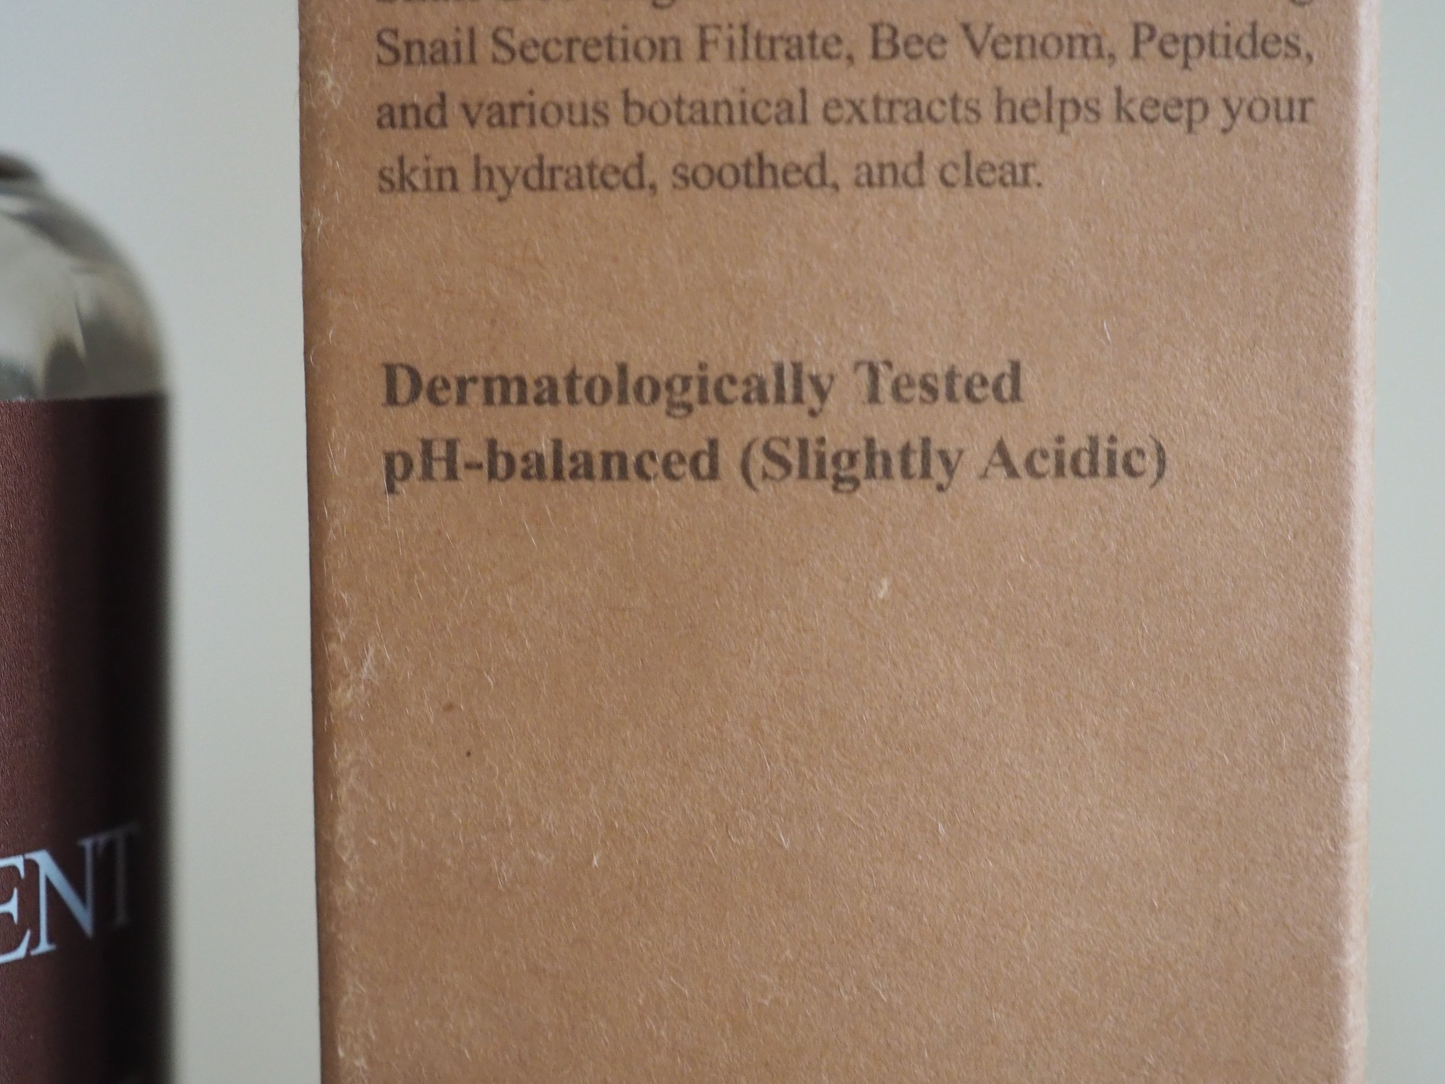 Snail Secretion Filtrate, Bee Venom, Peptides,
and various botanical extracts helps keep your
skin hydrated, soothed, and clear.
Dermatologically Tested
pH-balanced (Slightly Acidic)
ENT